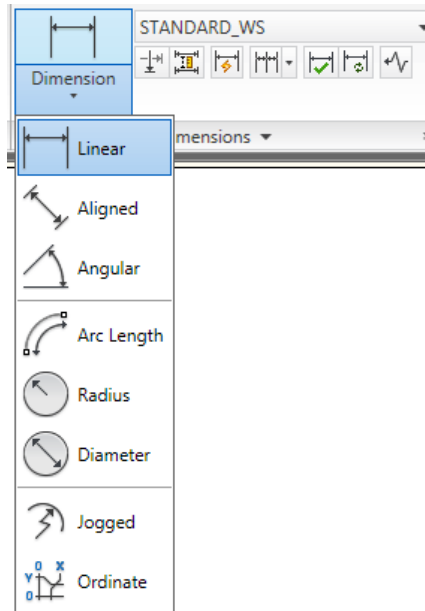 STANDARD_WS
Dimension
mensions
Linear
Aligned
Angular
Arc Length
Radius
Diameter
Jogged
O X
Y
O
Ordinate